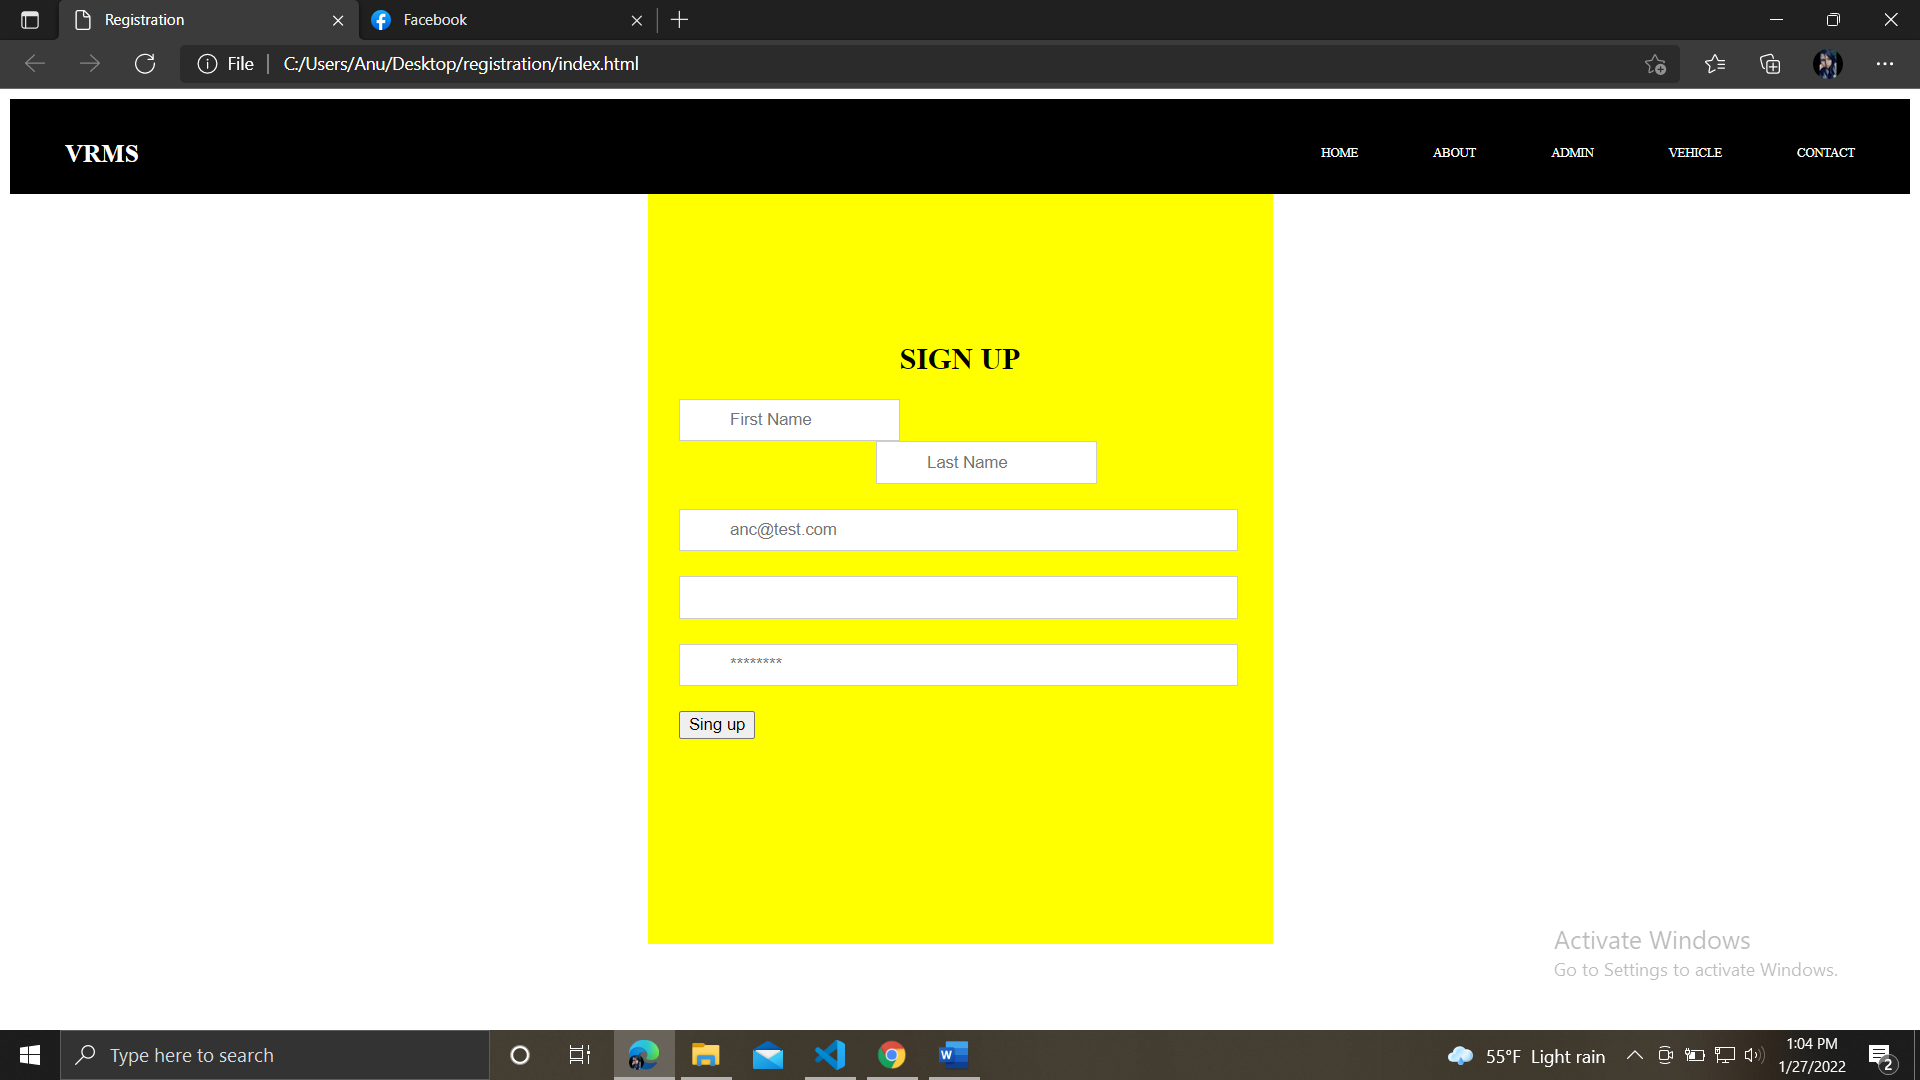 Registration
Facebook
File
C:/Users/Anu/Desktop/registration/index.html
VRMS
HOME
ABOUT
ADMIN
VEHICLE
CONTACT
SIGN UP
First Name
Last Name
anc@test.com
********
Sing up
Activate Windows
Go to Settings to activate Windows.
Type here to search
W
55°F Light rain
1:04 PM
1/27/2022
2